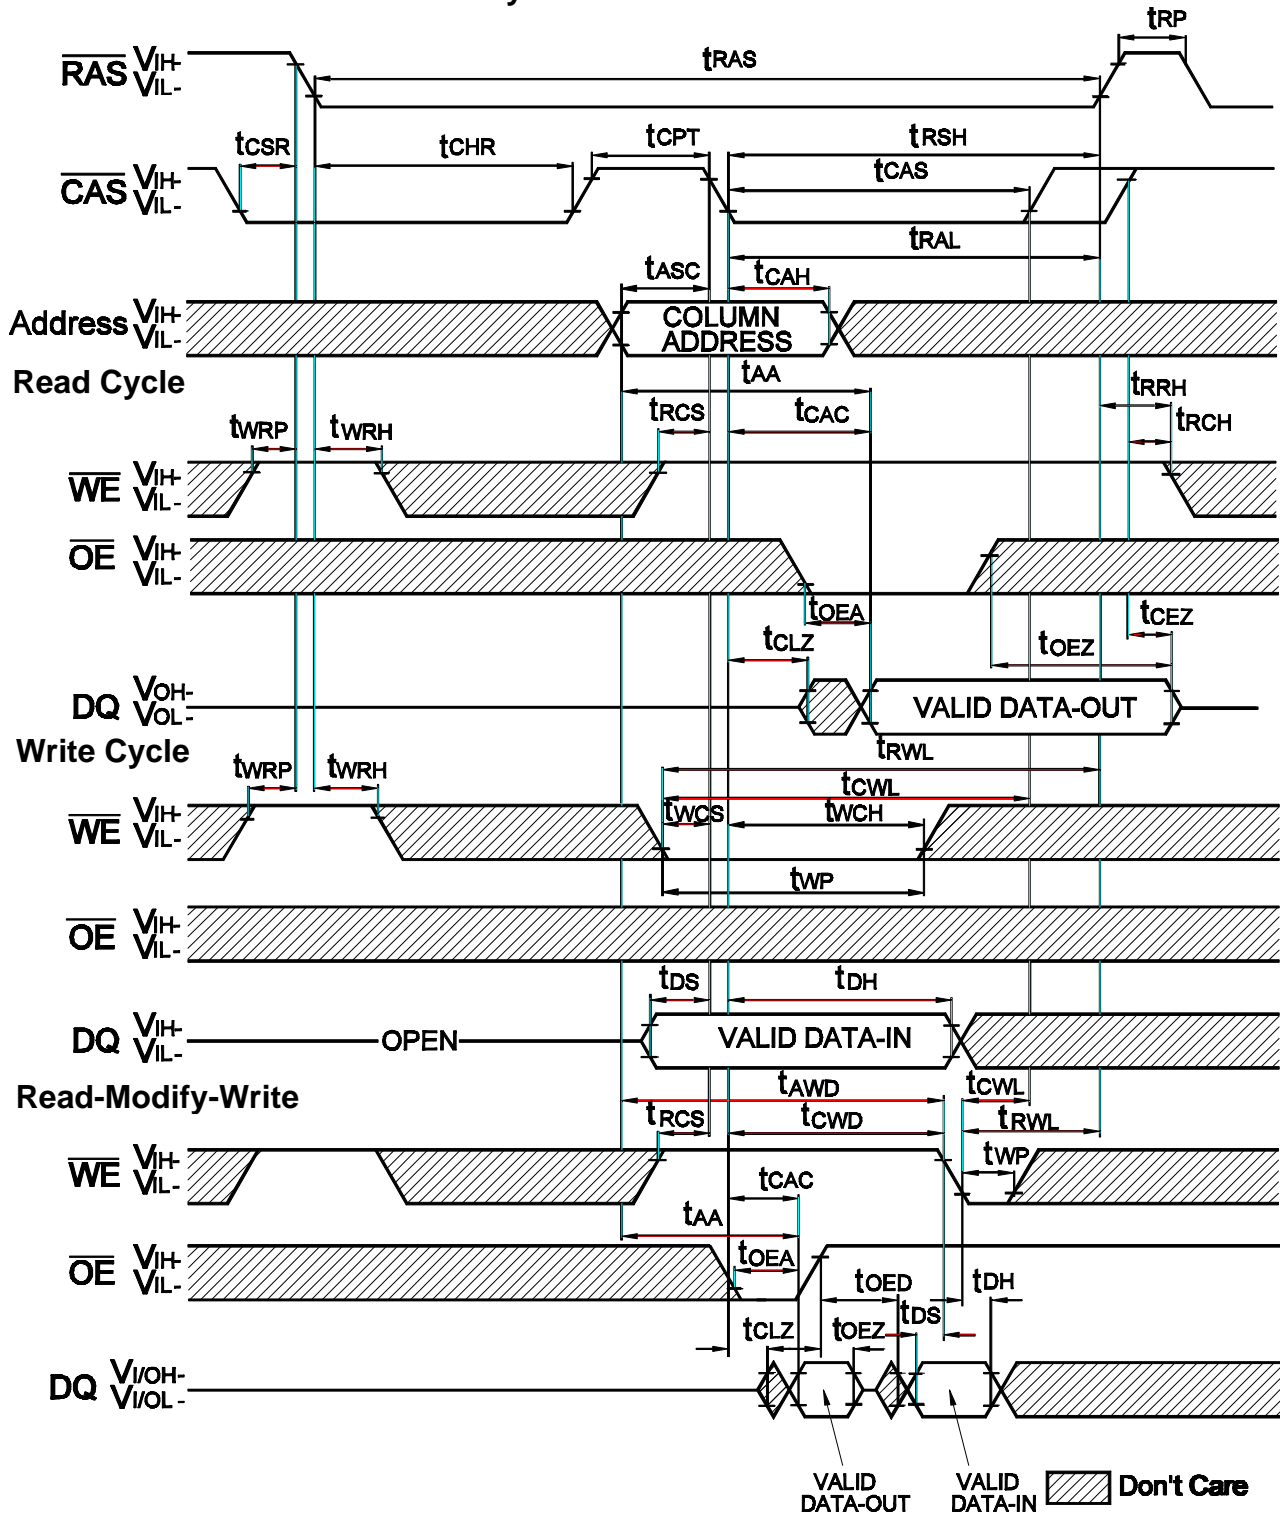 tRP
RAS VIH-
VIL-
tRAS
tCSR tCHR tCPT tRSH
CAS VIH-
VIL-
tCAS
tRAL
tASC tCAH
Address VIH-
VIL-
COLUMN
ADDRESS
Read Cycle
tAA tRRH
tWRP tWRH tRCS tCAC tRCH
WE VIH-
VIL-
OE VIH-
VIL-
tOEA tCEZ
tCLZ tOEZ
DQ VOH-
VOL-
VALID DATA-OUT
Write Cycle
tRWL
tWRP tWRH tCWL
WE VIH-
VIL-
tWCS tWCH
tWP
OE VIH-
VIL-
tDS tDH
DQ VIH-
VIL-
OPEN VALID DATA-IN
Read-Modify-Write
tAWD tCWL
tRCS tCWD tRWL
WE VIH-
VIL-
tWP
tCAC
tAA
OE VIH-
VIL-
tOEA tOED tDH
tDS
tCLZ tOEZ
DQ VI/OH-
VI/OL-
VALID
DATA-OUT
VALID
DATA-IN
Don't Care